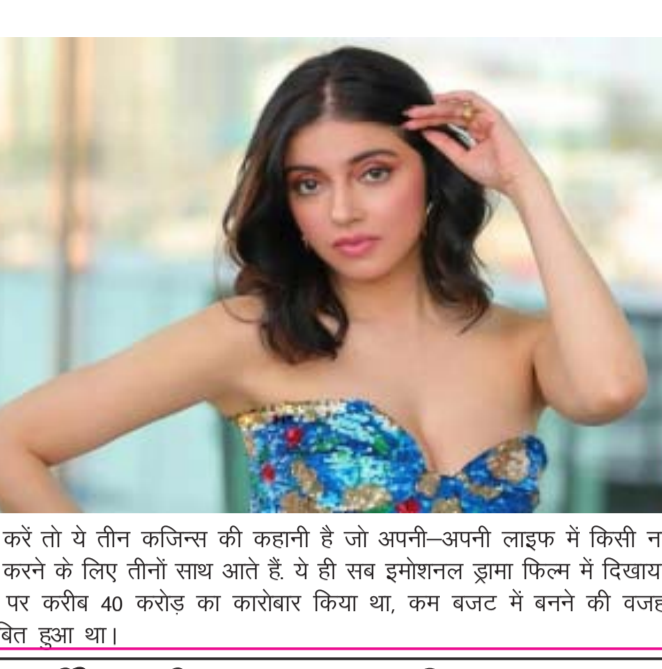 करें तो ये तीन कजिन्स की कहानी है जो अपनी–अपनी लाइफ में किसी न
करने के लिए तीनों साथ आते हैं. ये ही सब इमोशनल ड्रामा फिल्म में दिखाय
पर करीब 40 करोड़ का कारोबार किया था, कम बजट में बनने की वजह
बित हुआ था।